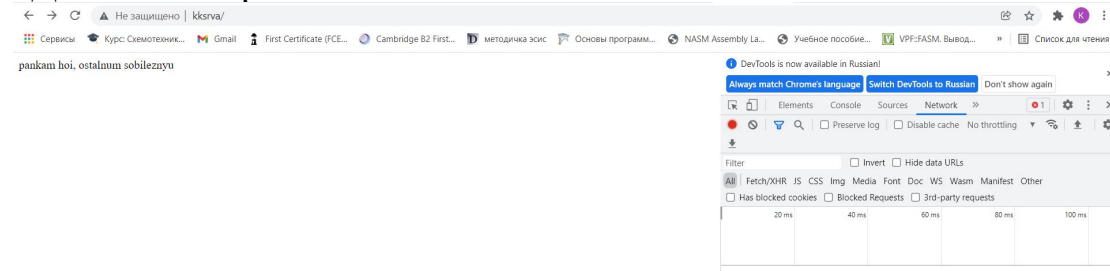 Не защищено | kksrva/
K
Сервисы Курс: Схемотехник... Gmail First Certificate (FCE... Cambridge B2 First... методичка эсис Основы программ... NASM Assembly La... Учебное пособие... VPF::FASM. Вывод... » Список для чтения
pankam hoi, ostalnum sobileznyu
DevTools is now available in Russian!
Always match Chrome's language Switch DevTools to Russian Don't show again
Elements Console Sources Network » 1
Preserve log Disable cache No throttling
Filter Invert Hide data URLs
All Fetch/XHR JS CSS Img Media Font Doc WS Wasm Manifest Other
Has blocked cookies Blocked Requests 3rd-party requests
20 ms 40 ms 60 ms 80 ms 100 ms